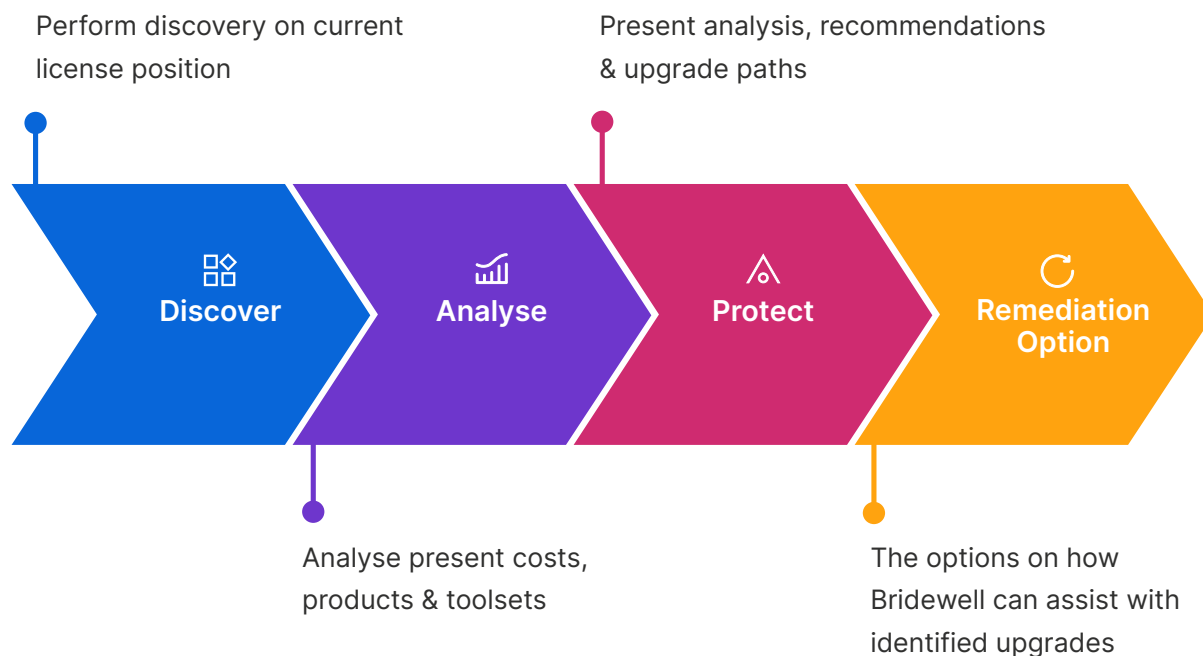 Perform discovery on current
license position
Present analysis, recommendations
& upgrade paths
Discover
Analyse
Protect
Remediation
Option
Analyse present costs,
products & toolsets
The options on how
Bridewell can assist with
identified upgrades